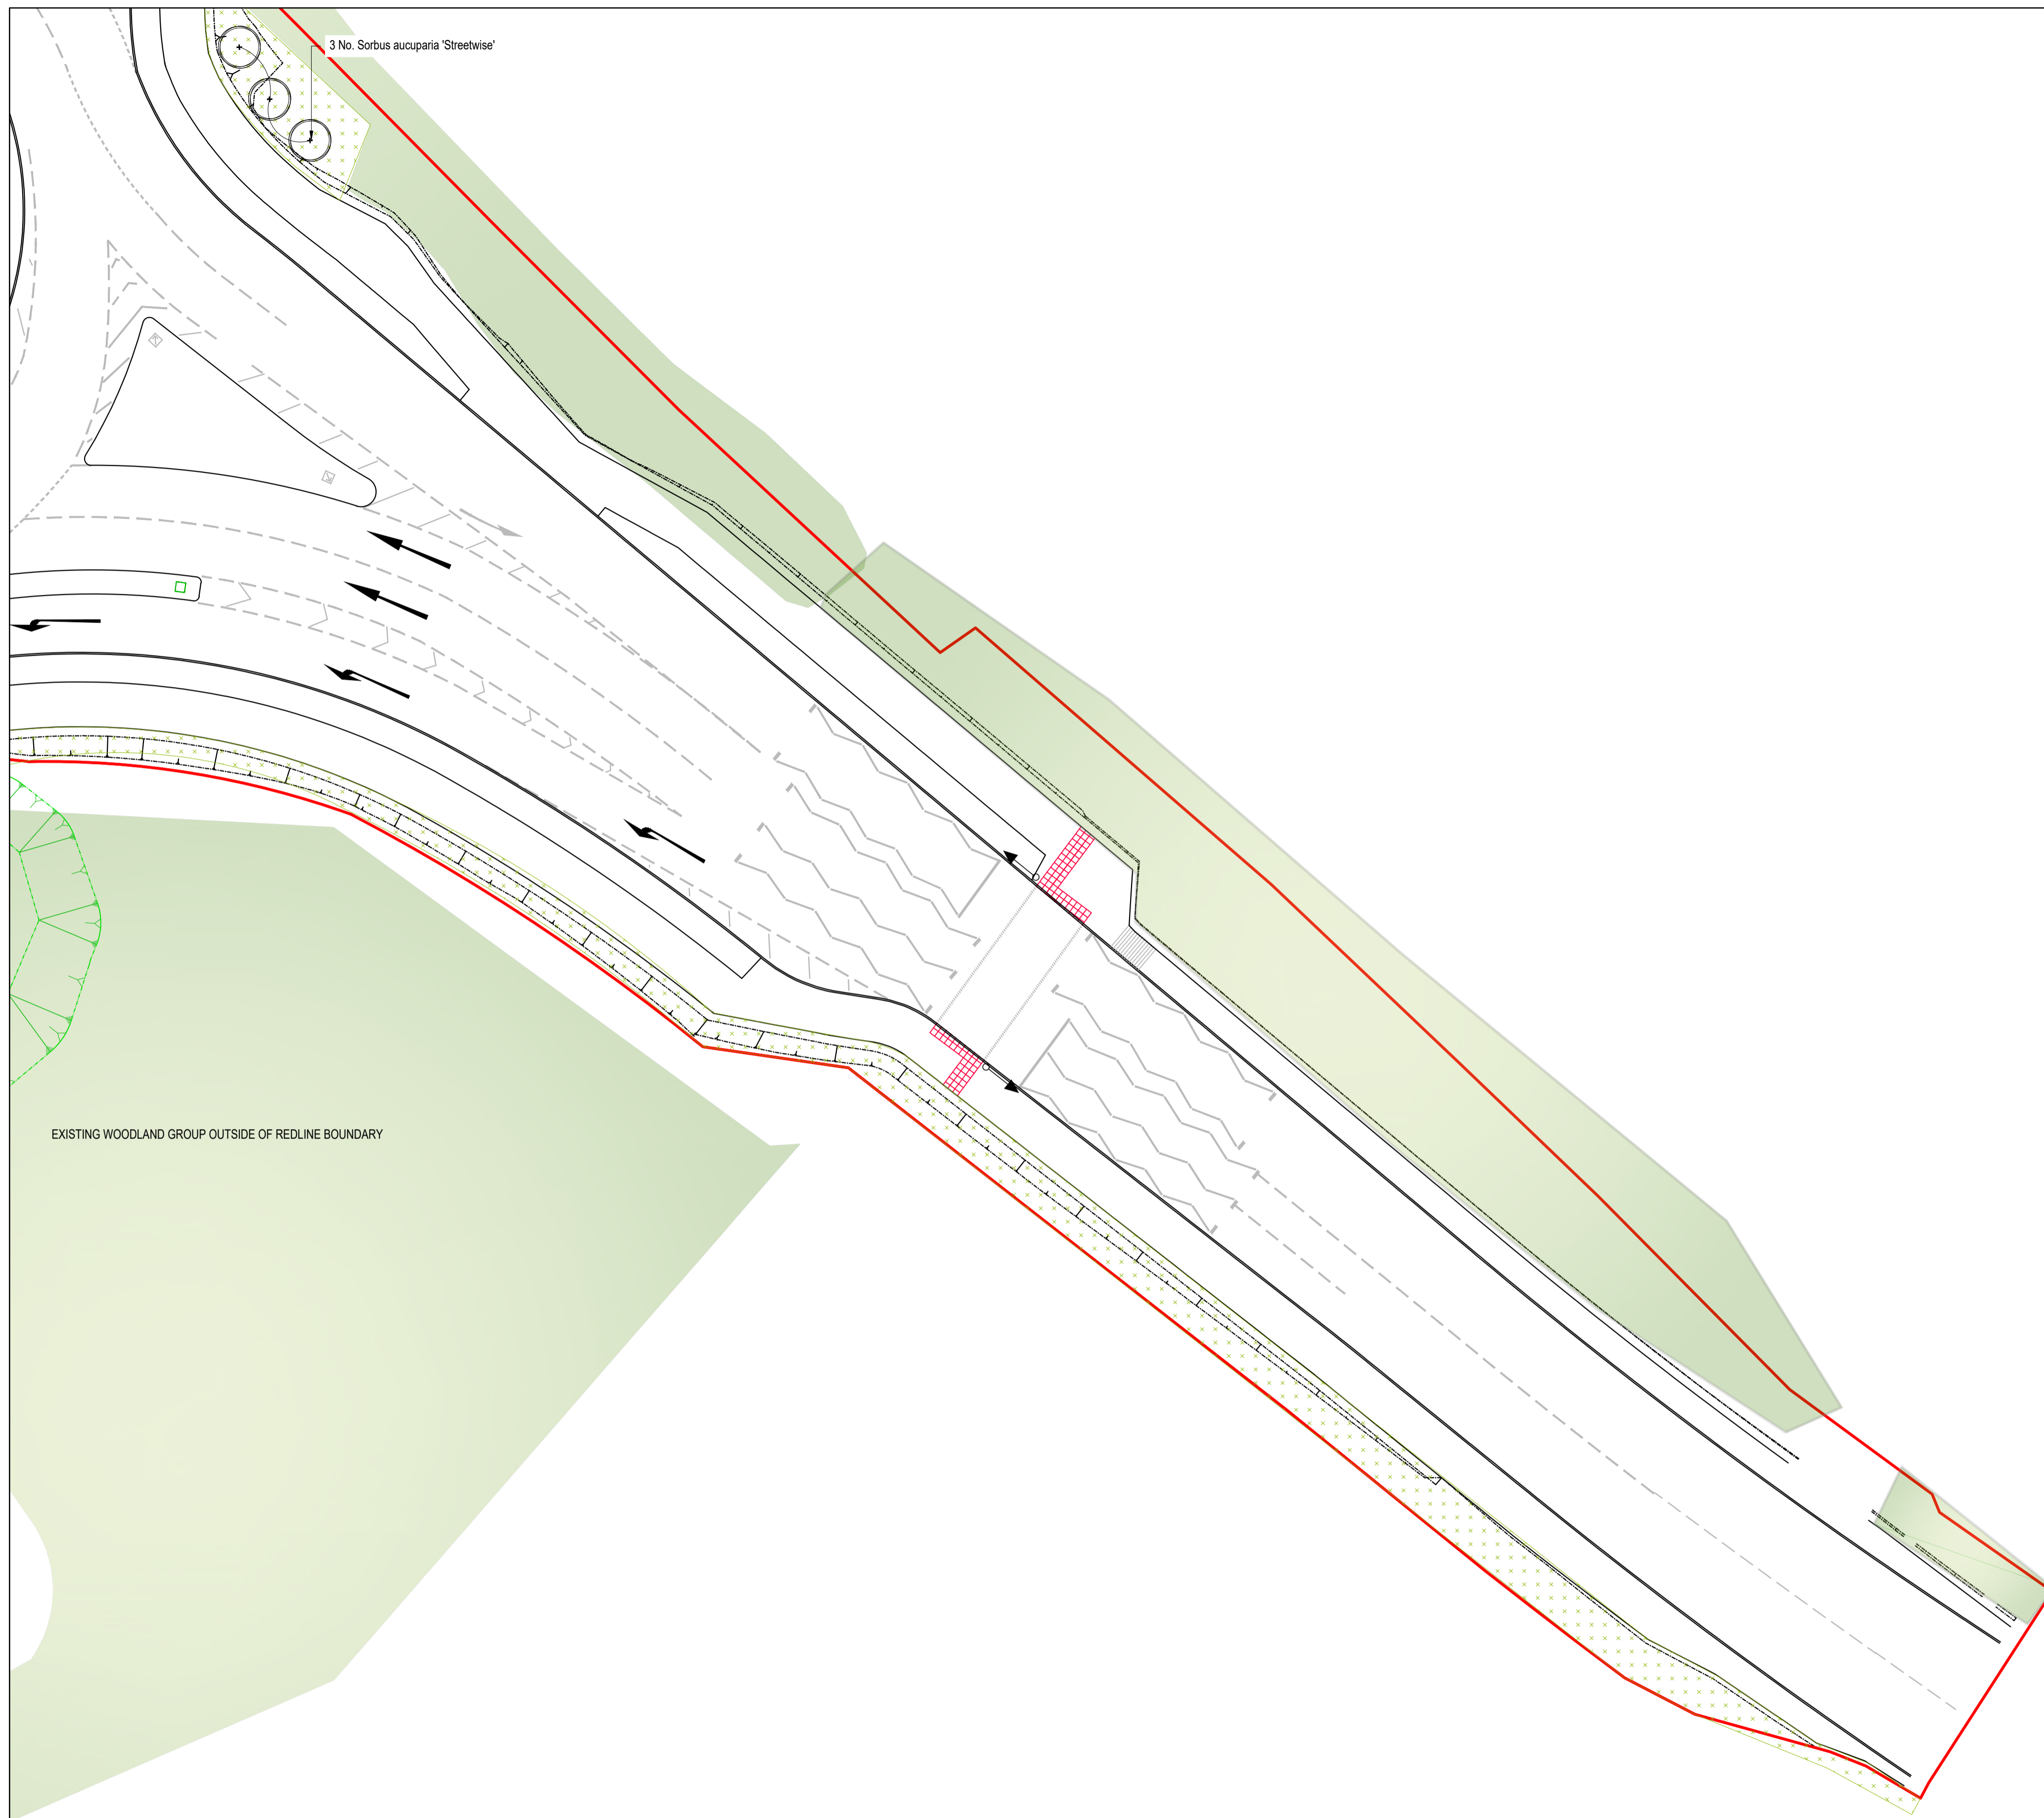 3 No. Sorbus aucuparia 'Streetwise'
EXISTING WOODLAND GROUP OUTSIDE OF REDLINE BOUNDARY